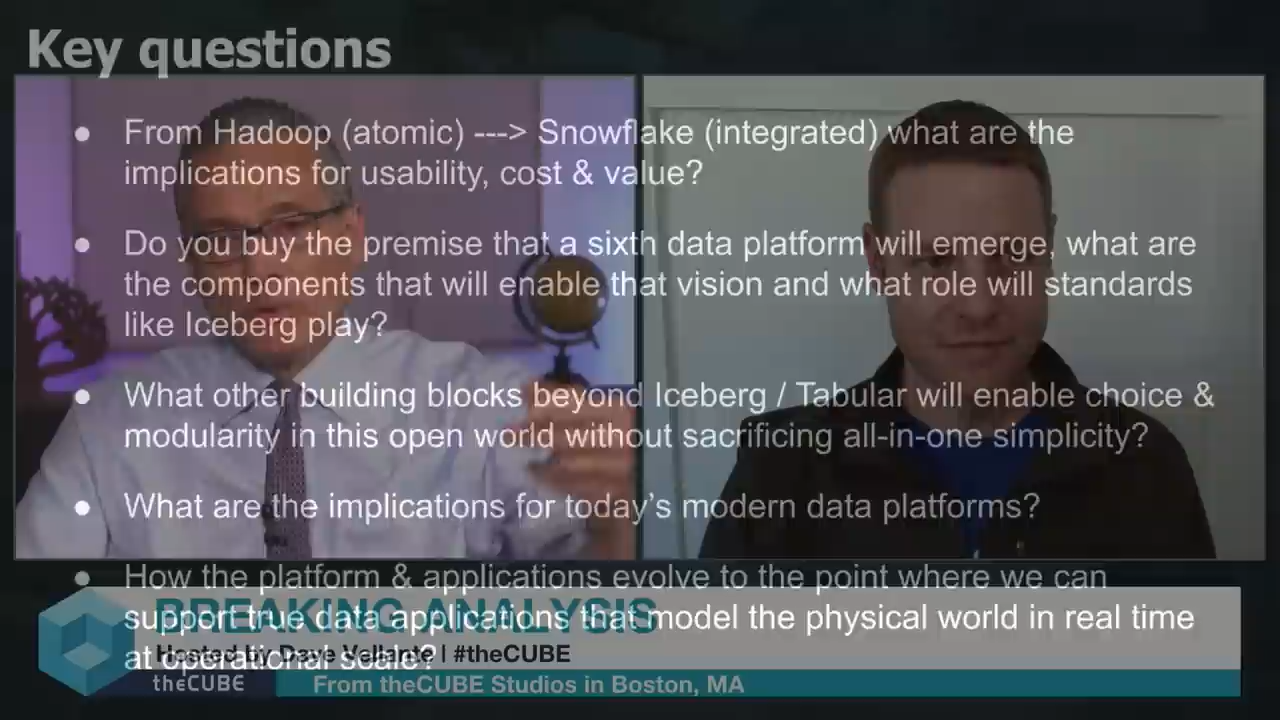 Key questions
● From Hadoop (atomic) ---> Snowflake (integrated) what are the
implications for usability, cost & value?
● Do you buy the premise that a sixth data platform will emerge, what are
the components that will enable that vision and what role will standards
like Iceberg play?
● What other building blocks beyond Iceberg / Tabular will enable choice &
modularity in this open world without sacrificing all-in-one simplicity?
● What are the implications for today's modern data platforms?
● How the platform & applications evolve to the point where we can
support true data applications that model the physical world in real time
at operational scale?
BREAKING ANALYSIS
Hosted by Dave Vellante | #theCUBE
theCUBE
From theCUBE Studios in Boston, MA